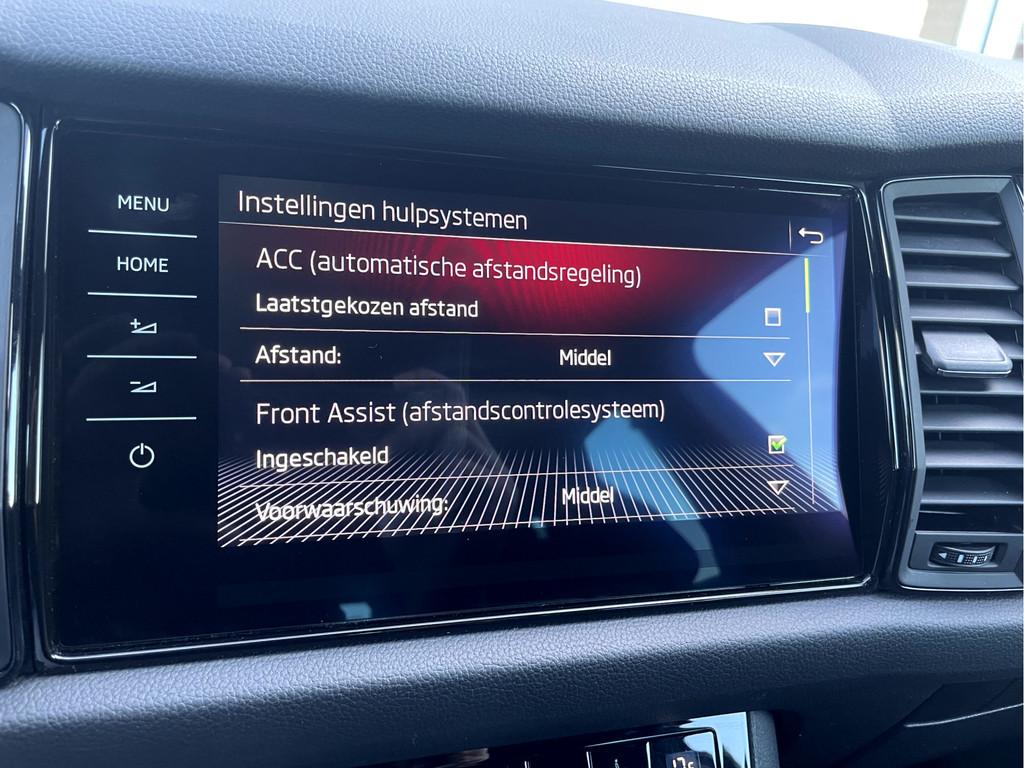 MENU
HOME
Instellingen hulpsystemen
ACC (automatische afstandsregeling)
Laatstgekozen afstand
Afstand: Middel
Front Assist (afstandscontrolesysteem)
Ingeschakeld
Voorwaarschuwing: Middel